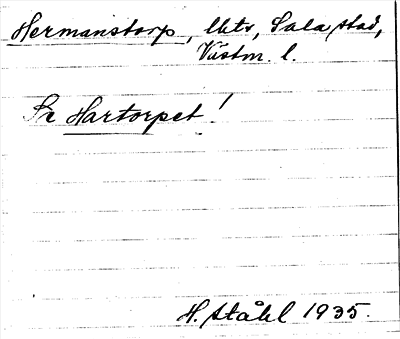 Hermanstorp, lht, Sala stad,
Västm. l.
Se Hartorpet!
H. Ståhl 1935.